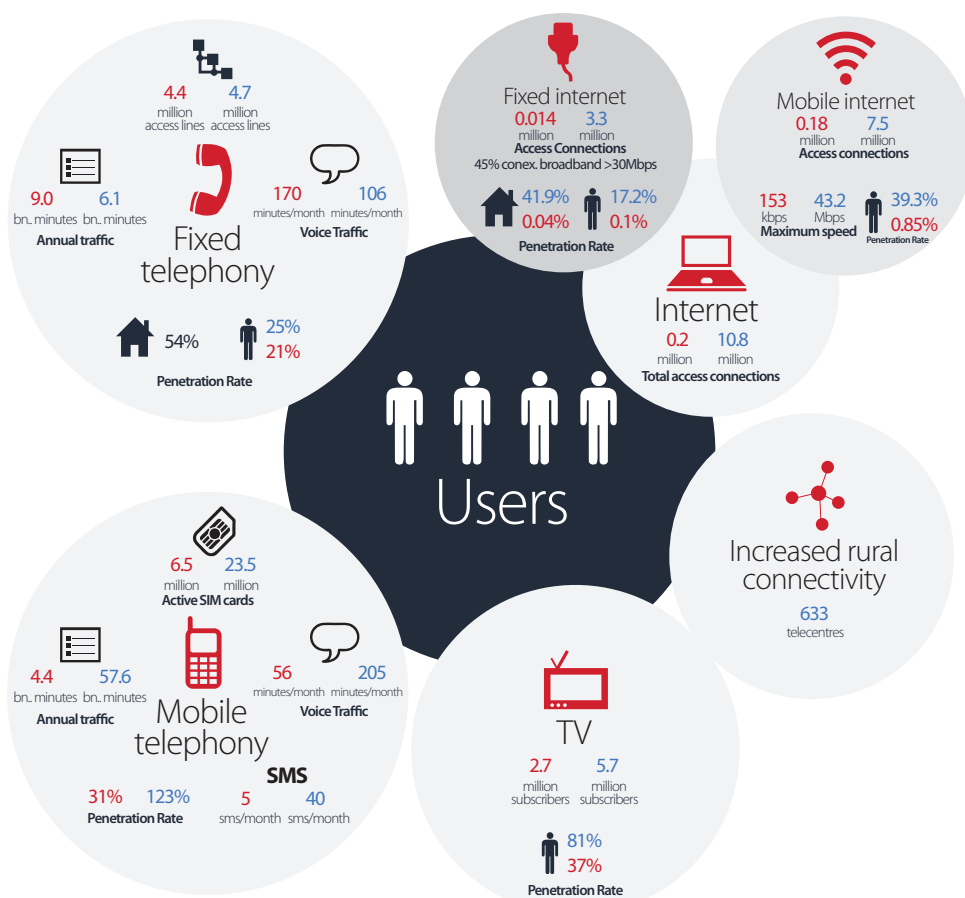 4.4 4.7
million million
access lines access lines
9.0 6.1
bn.. minutes bn.. minutes
Annual traffic
170 106
minutes/month minutes/month
Voice Traffic
Fixed
telephony
54%
25%
21%
Penetration Rate
Fixed internet
0.014 3.3
million million
Access Connections
45% conex. broadband >30Mbps
41.9% 17.2%
0.04% 0.1%
Penetration Rate
Mobile internet
0.18 7.5
million million
Access connections
153 43.2
kbps Mbps
Maximum speed
39.3%
0.85%
Penetration Rate
Internet
0.2 10.8
million million
Total access connections
Users
Increased rural
connectivity
633
telecentres
6.5 23.5
million million
Active SIM cards
4.4 57.6
bn.. minutes bn.. minutes
Annual traffic
56 205
minutes/month minutes/month
Voice Traffic
Mobile
telephony
31% 123%
Penetration Rate
SMS
5 40
sms/month sms/month
TV
2.7 5.7
million million
subscribers subscribers
81%
37%
Penetration Rate